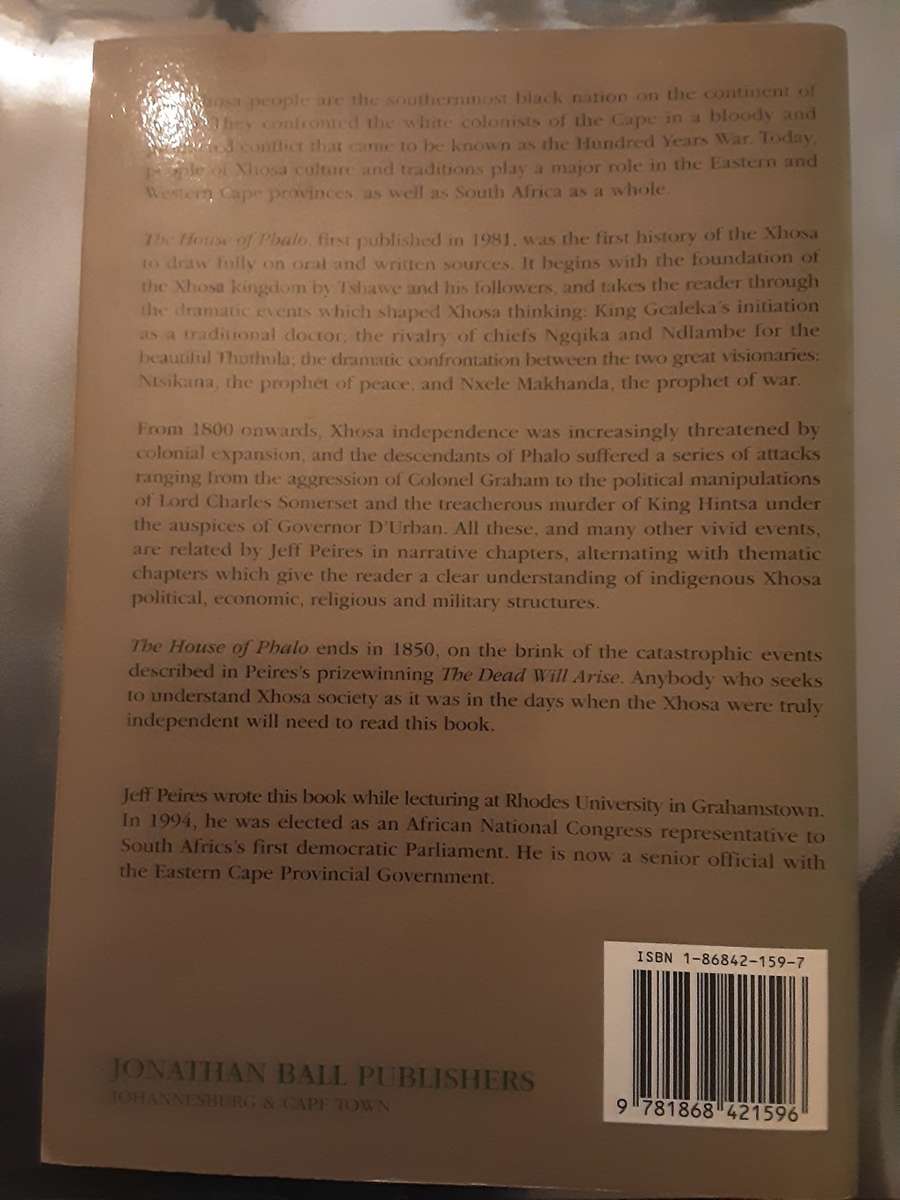 people are the southernmost black nation on the continent of
They confronted the white colonists of the Cape in a bloody and
conflict that came to be known as the Hundred Years War. Today,
people of Xhosa culture and traditions play a major role in the Eastern and
Western Cape provinces, as well as South Africa as a whole.
The House of Phalo, first published in 1981, was the first history of the Xhosa
to draw fully on oral and written sources. It begins with the foundation of
the Xhosa kingdom by Tshawe and his followers, and takes the reader through
the dramatic events which shaped Xhosa thinking: King Gcaleka's initiation
as a traditional doctor; the rivalry of chiefs Ngqika and Ndlambe for the
beautiful Thuthula; the dramatic confrontation between the two great visionaries:
Ntsikana, the prophet of peace, and Nxele Makhanda, the prophet of war.
From 1800 onwards, Xhosa independence was increasingly threatened by
colonial expansion, and the descendants of Phalo suffered a series of attacks
ranging from the aggression of Colonel Graham to the political manipulations
of Lord Charles Somerset and the treacherous murder of King Hintsa under
the auspices of Governor D'Urban. All these, and many other vivid events,
are related by Jeff Peires in narrative chapters, alternating with thematic
chapters which give the reader a clear understanding of indigenous Xhosa
political, economic, religious and military structures.
The House of Phalo ends in 1850, on the brink of the catastrophic events
described in Peires's prizewinning The Dead Will Arise. Anybody who seeks
to understand Xhosa society as it was in the days when the Xhosa were truly
independent will need to read this book.
Jeff Peires wrote this book while lecturing at Rhodes University in Grahamstown.
In 1994, he was elected as an African National Congress representative to
South Africs's first democratic Parliament. He is now a senior official with
the Eastern Cape Provincial Government.
ISBN 1-86842-159-7
9 781868 421596
JONATHAN BALL PUBLISHERS
JOHANNESBURG & CAPE TOWN